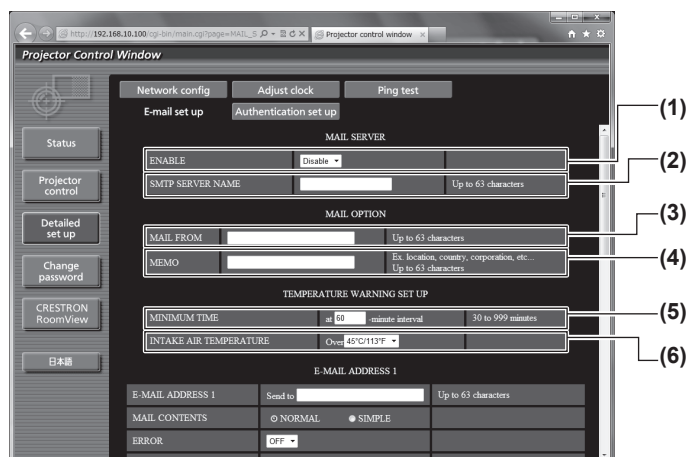 http://192.168.10.100/cgi-bin/main.cgi?page=MAIL_S
Projector control window
Projector Control Window
Network config Adjust clock Ping test
E-mail set up Authentication set up
Status
Projector control
Detailed set up
Change password
CRESTRON RoomView
日本語
MAIL SERVER
ENABLE Disable (1)
SMTP SERVER NAME Up to 63 characters (2)
MAIL OPTION
MAIL FROM Up to 63 characters (3)
MEMO Ex. location, country, corporation, etc... (4)
Up to 63 characters
TEMPERATURE WARNING SET UP
MINIMUM TIME at 60 -minute interval 30 to 999 minutes (5)
INTAKE AIR TEMPERATURE Over 45°C/113°F (6)
E-MAIL ADDRESS 1
E-MAIL ADDRESS 1 Send to Up to 63 characters
MAIL CONTENTS NORMAL SIMPLE
ERROR OFF